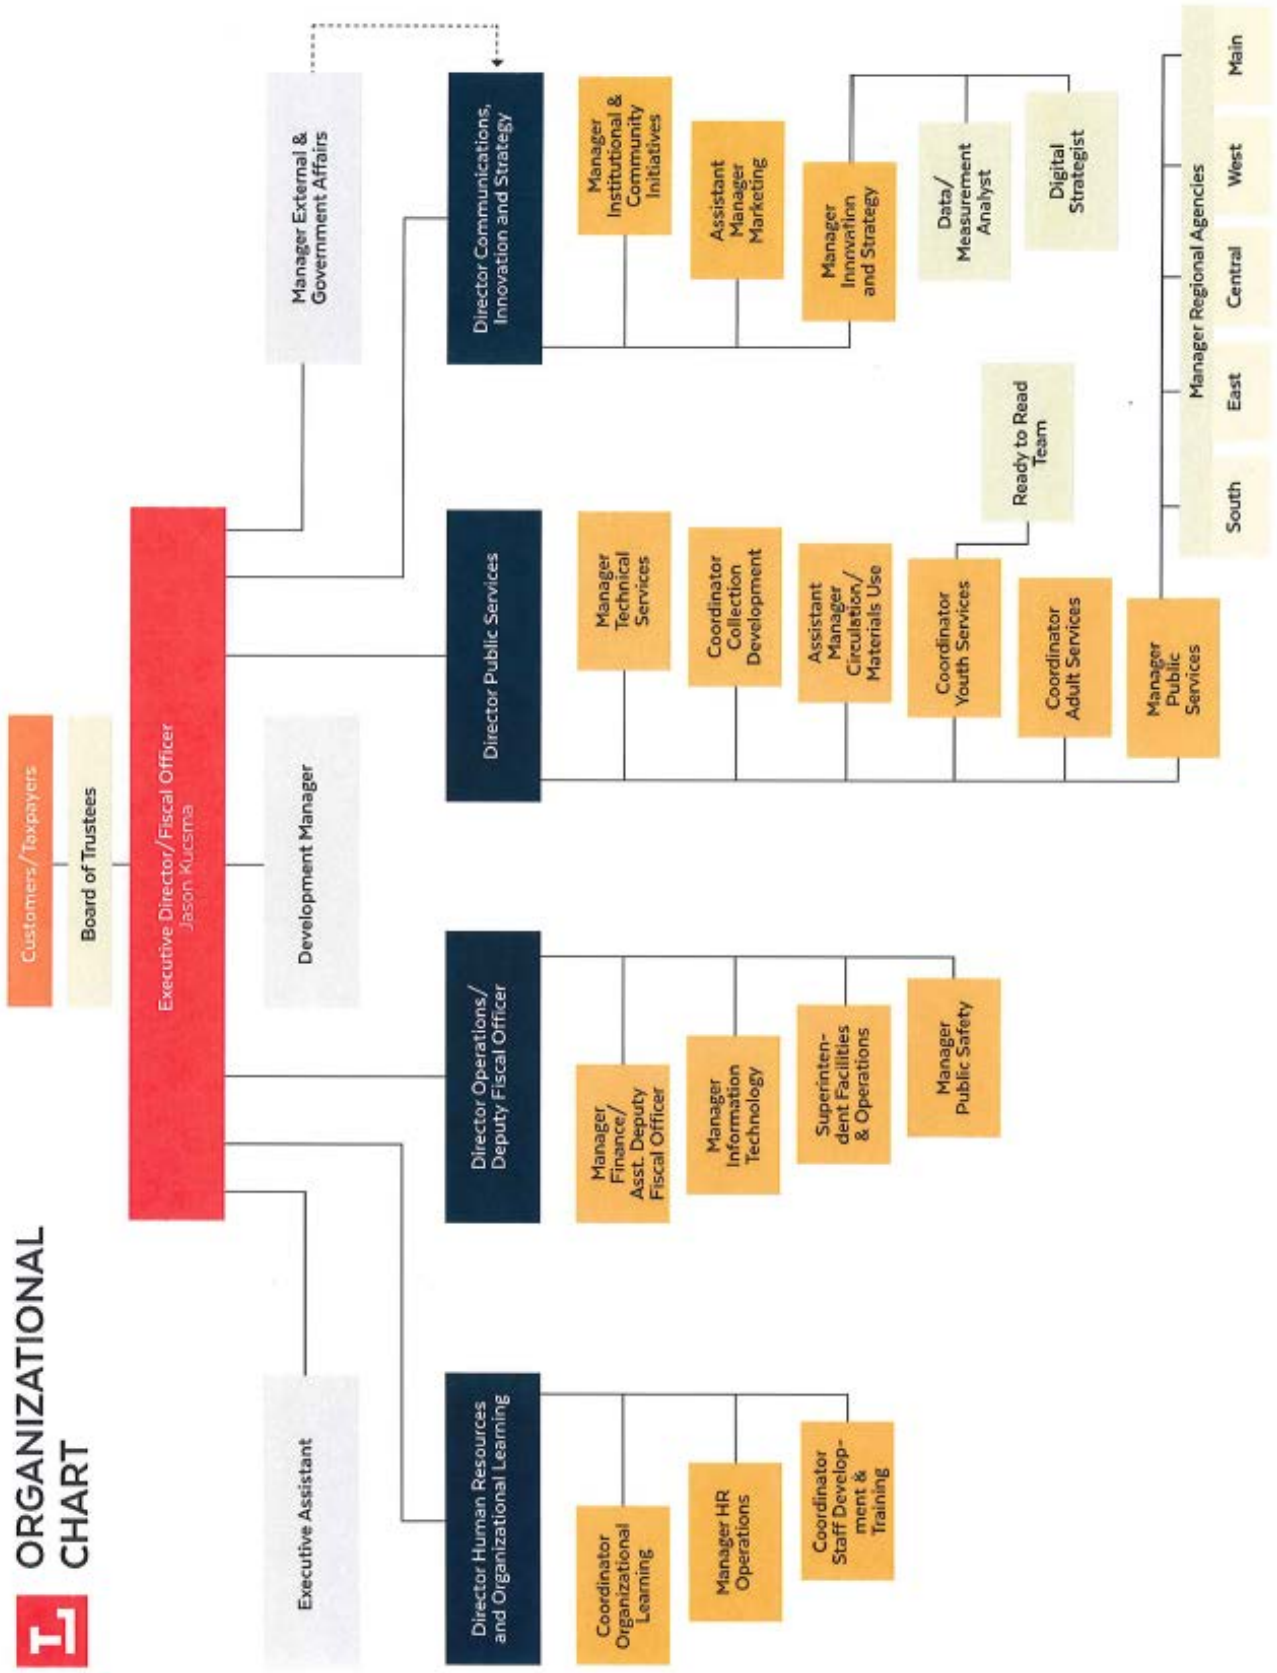 ORGANIZATIONAL
CHART
Customers/Taxpayers
Board of Trustees
Executive Director/Fiscal Officer
Jason Kucsma
Executive Assistant
Development Manager
Manager External &
Government Affairs
Director Human Resources
and Organizational Learning
Coordinator
Organizational
Learning
Manager HR
Operations
Coordinator
Staff Develop-
ment &
Training
Director Operations/
Deputy Fiscal Officer
Manager
Finance/
Asst. Deputy
Fiscal Officer
Manager
Information
Technology
Superinten-
dent Facilities
& Operations
Manager
Public Safety
Director Public Services
Manager
Technical
Services
Coordinator
Collection
Development
Assistant
Manager
Circulation/
Materials Use
Coordinator
Youth Services
Ready to Read
Team
Coordinator
Adult Services
Manager
Public
Services
Manager Regional Agencies
South
East
Central
West
Main
Director Communications,
Innovation and Strategy
Manager
Institutional &
Community
Initiatives
Assistant
Manager
Marketing
Manager
Innovation
and Strategy
Data/
Measurement
Analyst
Digital
Strategist